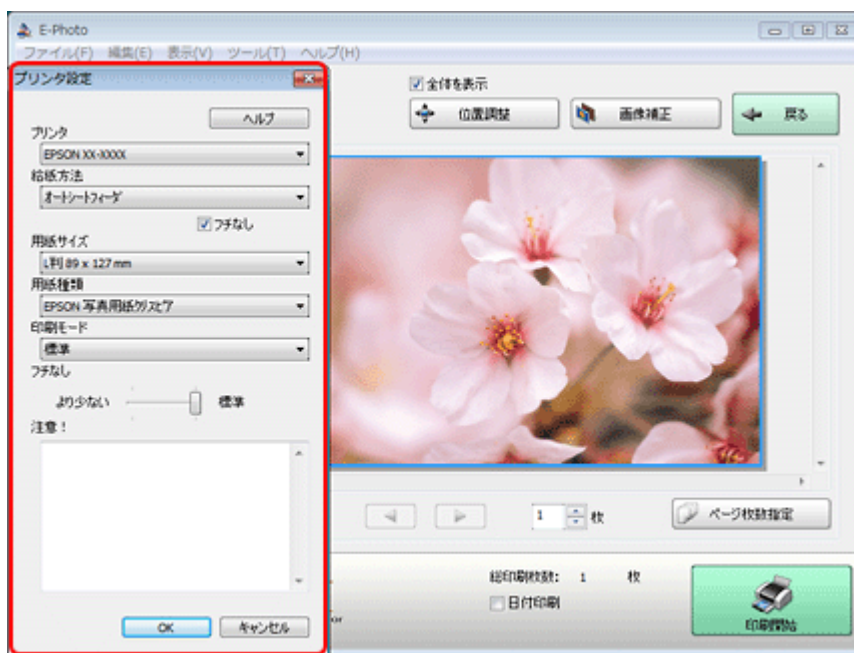 E-Photo
ファイル(F) 編集(E) 表示(V) ツール(T) ヘルプ(H)
プリンタ設定
ヘルプ
プリンタ
EPSON XX-XXXX
給紙方法
オートシートフィーダ
フチなし
用紙サイズ
L判 89 x 127 mm
用紙種類
EPSON 写真用紙クリスピア
印刷モード
標準
フチなし
より少ない 標準
注意!
OK キャンセル
全体を表示
位置調整 画像補正 戻る
1 枚 ページ枚数指定
総印刷枚数: 1 枚
日付印刷
印刷開始